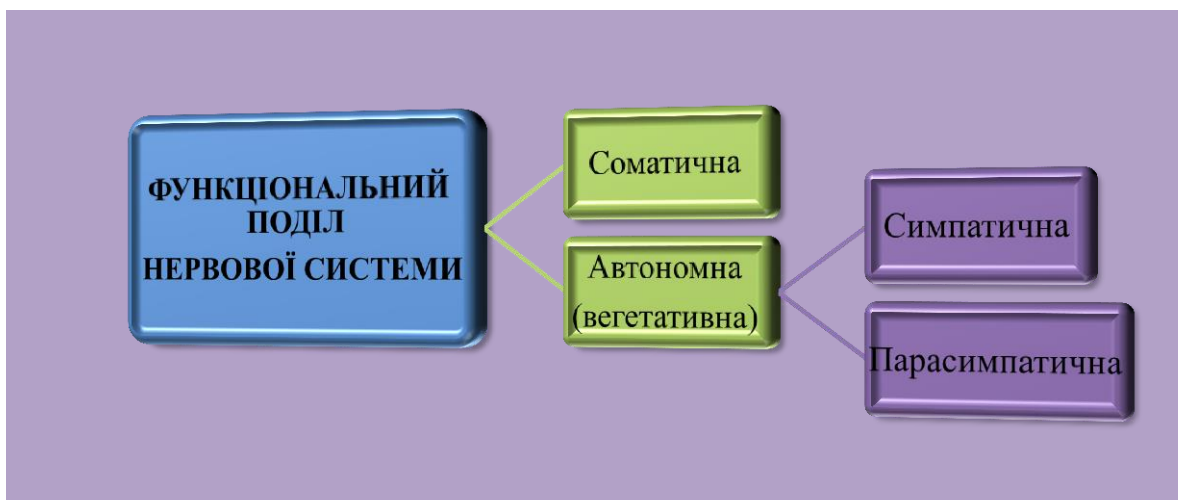 ФУНКЦІОНАЛЬНИЙ
ПОДІЛ
НЕРВОВОЇ СИСТЕМИ
Соматична
Автономна
(вегетативна)
Симпатична
Парасимпатична